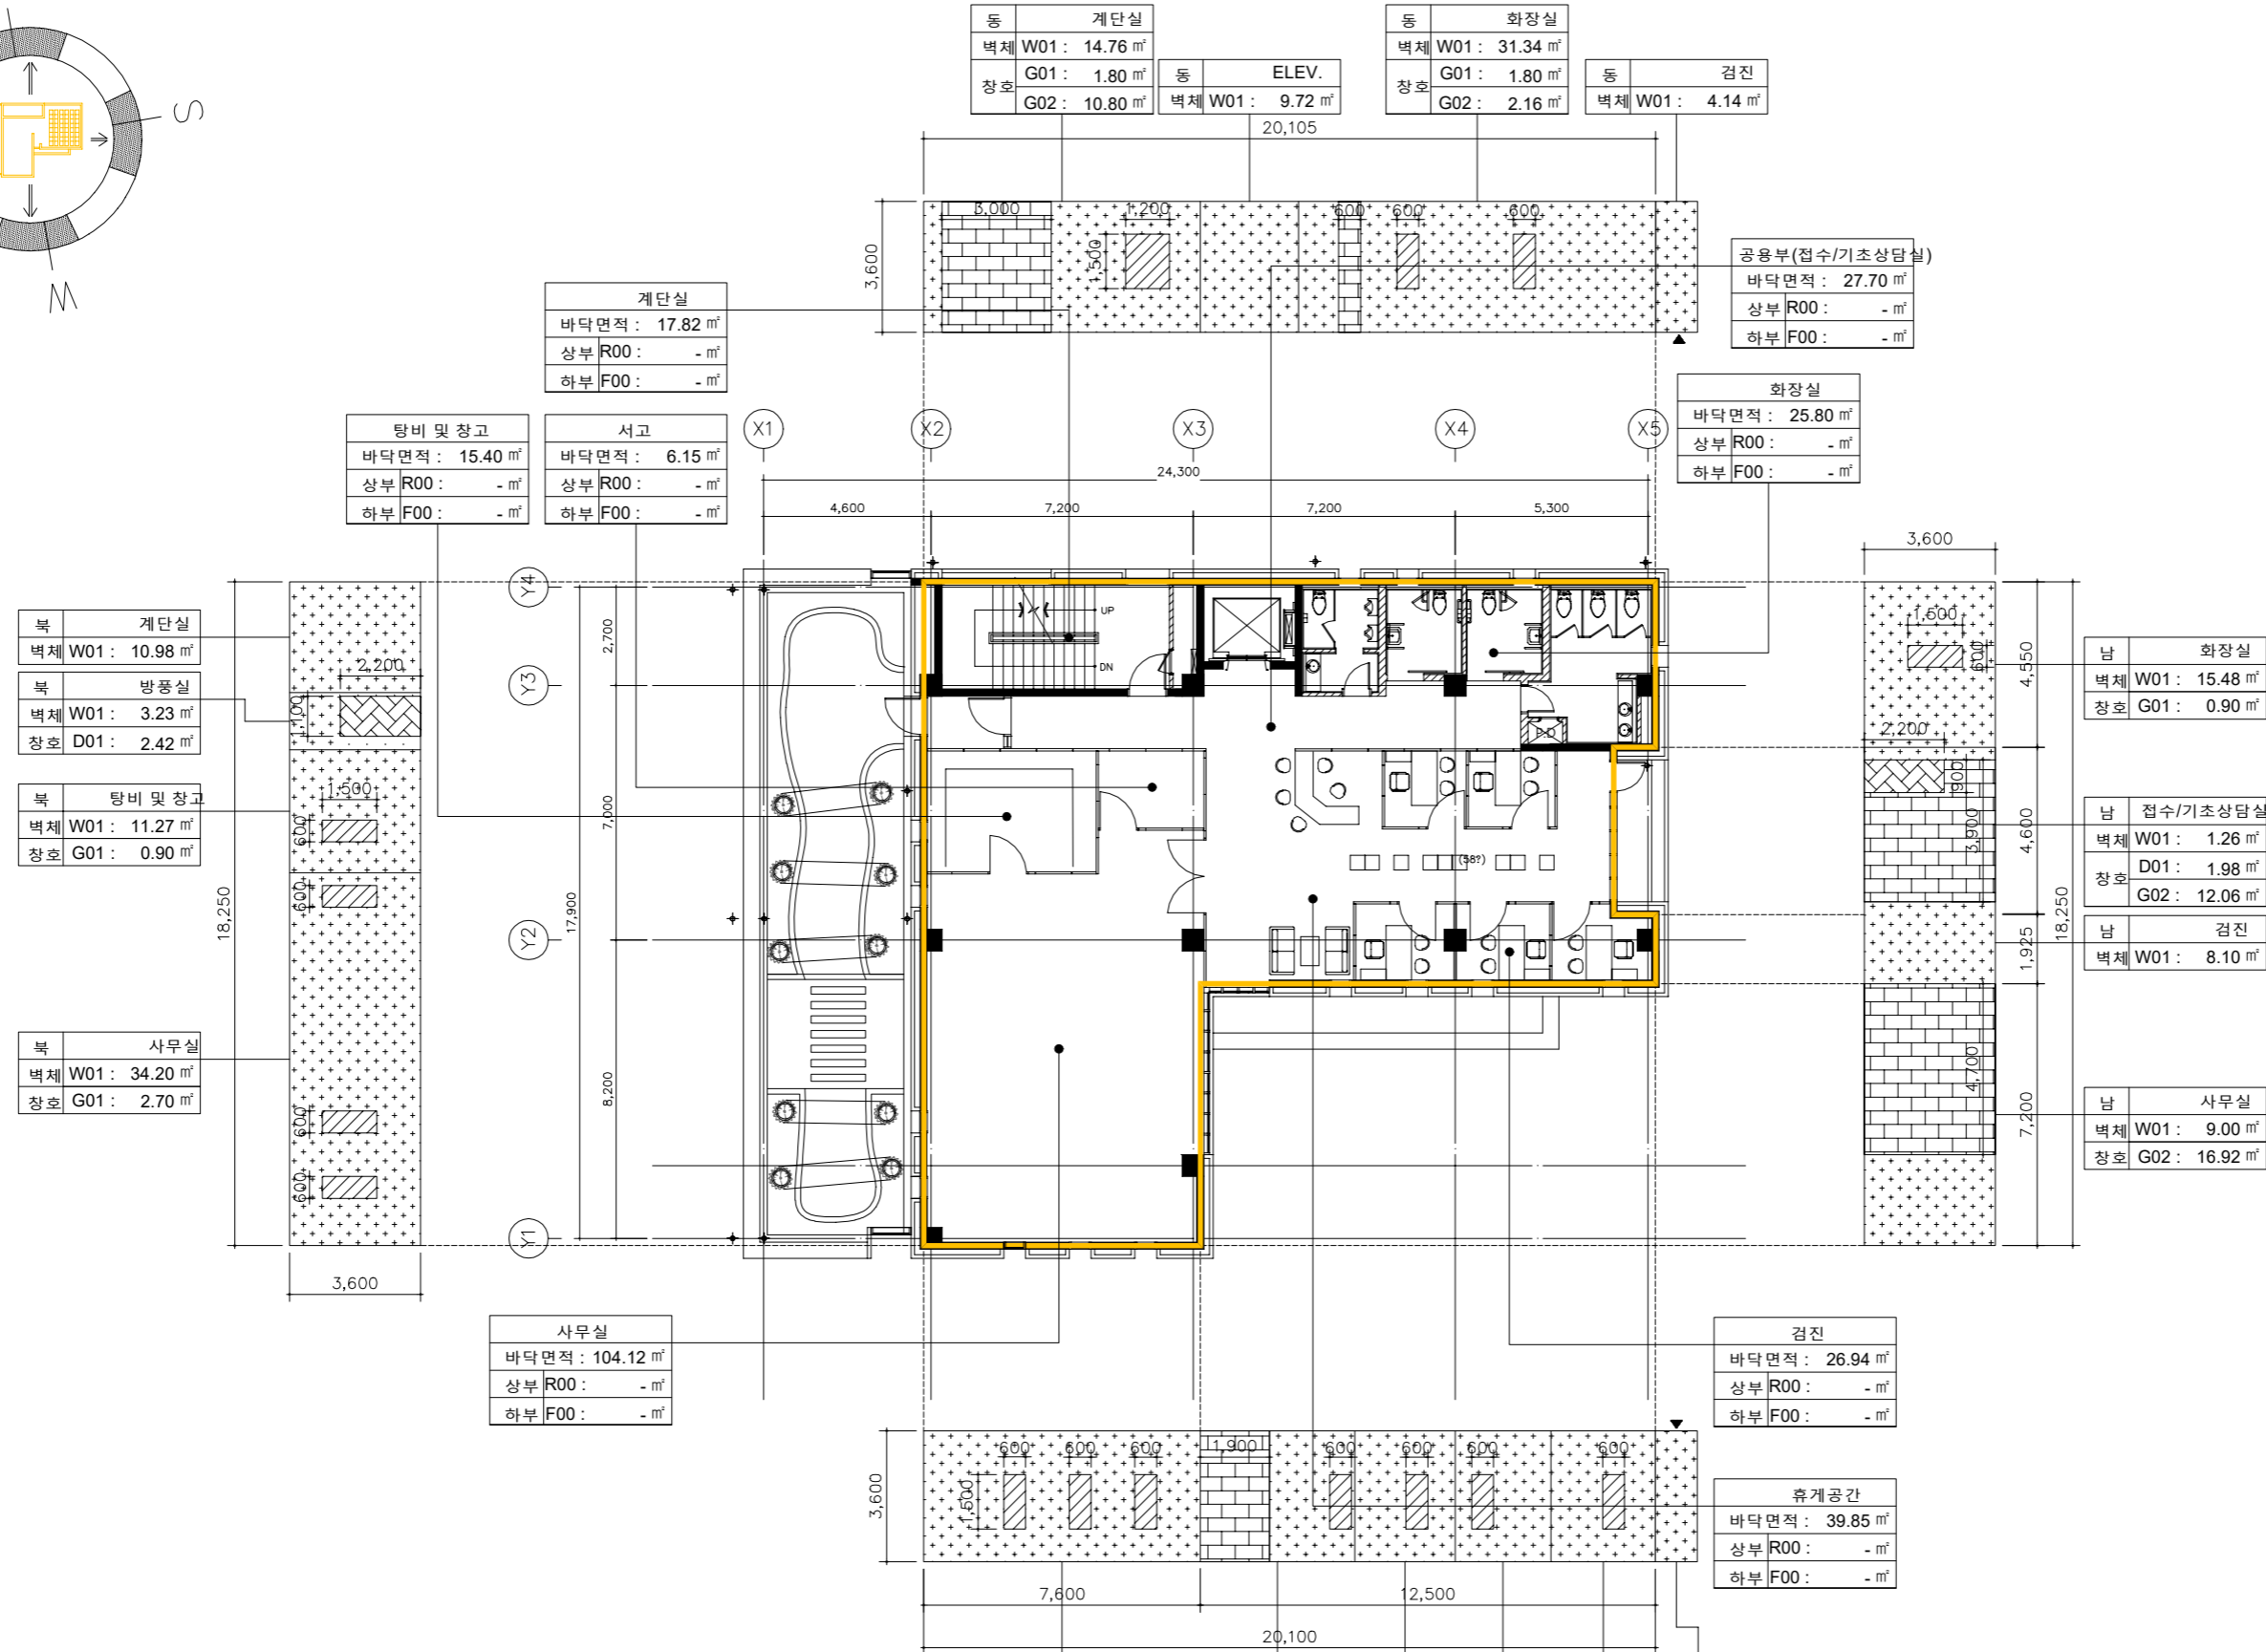 S
W
동 계단실
벽체 W01 : 14.76 ㎡
창호 G01 : 1.80 ㎡
G02 : 10.80 ㎡
동 ELEV.
벽체 W01 : 9.72 ㎡
동 화장실
벽체 W01 : 31.34 ㎡
창호 G01 : 1.80 ㎡
G02 : 2.16 ㎡
동 검진
벽체 W01 : 4.14 ㎡
20,105
3,000
1,200
600
600
600
1,500
3,600
공용부(접수/기초상담실)
바닥면적 : 27.70 ㎡
상부 R00 : - ㎡
하부 F00 : - ㎡
계단실
바닥면적 : 17.82 ㎡
상부 R00 : - ㎡
하부 F00 : - ㎡
화장실
바닥면적 : 25.80 ㎡
상부 R00 : - ㎡
하부 F00 : - ㎡
탕비 및 창고
바닥면적 : 15.40 ㎡
상부 R00 : - ㎡
하부 F00 : - ㎡
서고
바닥면적 : 6.15 ㎡
상부 R00 : - ㎡
하부 F00 : - ㎡
X1
X2
X3
X4
X5
24,300
4,600
7,200
7,200
5,300
Y4
Y3
Y2
Y1
2,700
7,000
8,200
17,900
UP
DN
P.D
(58?)
북 계단실
벽체 W01 : 10.98 ㎡
북 방풍실
벽체 W01 : 3.23 ㎡
창호 D01 : 2.42 ㎡
북 탕비 및 창고
벽체 W01 : 11.27 ㎡
창호 G01 : 0.90 ㎡
북 사무실
벽체 W01 : 34.20 ㎡
창호 G01 : 2.70 ㎡
18,250
2,200
1,100
1,500
600
600
600
600
3,600
3,600
1,500
600
2,200
900
3,900
4,700
4,550
4,600
1,925
7,200
18,250
남 화장실
벽체 W01 : 15.48 ㎡
창호 G01 : 0.90 ㎡
남 접수/기초상담실
벽체 W01 : 1.26 ㎡
창호 D01 : 1.98 ㎡
G02 : 12.06 ㎡
남 검진
벽체 W01 : 8.10 ㎡
남 사무실
벽체 W01 : 9.00 ㎡
창호 G02 : 16.92 ㎡
사무실
바닥면적 : 104.12 ㎡
상부 R00 : - ㎡
하부 F00 : - ㎡
검진
바닥면적 : 26.94 ㎡
상부 R00 : - ㎡
하부 F00 : - ㎡
휴게공간
바닥면적 : 39.85 ㎡
상부 R00 : - ㎡
하부 F00 : - ㎡
600
600
600
1,900
600
600
600
600
1,500
3,600
7,600
12,500
20,100